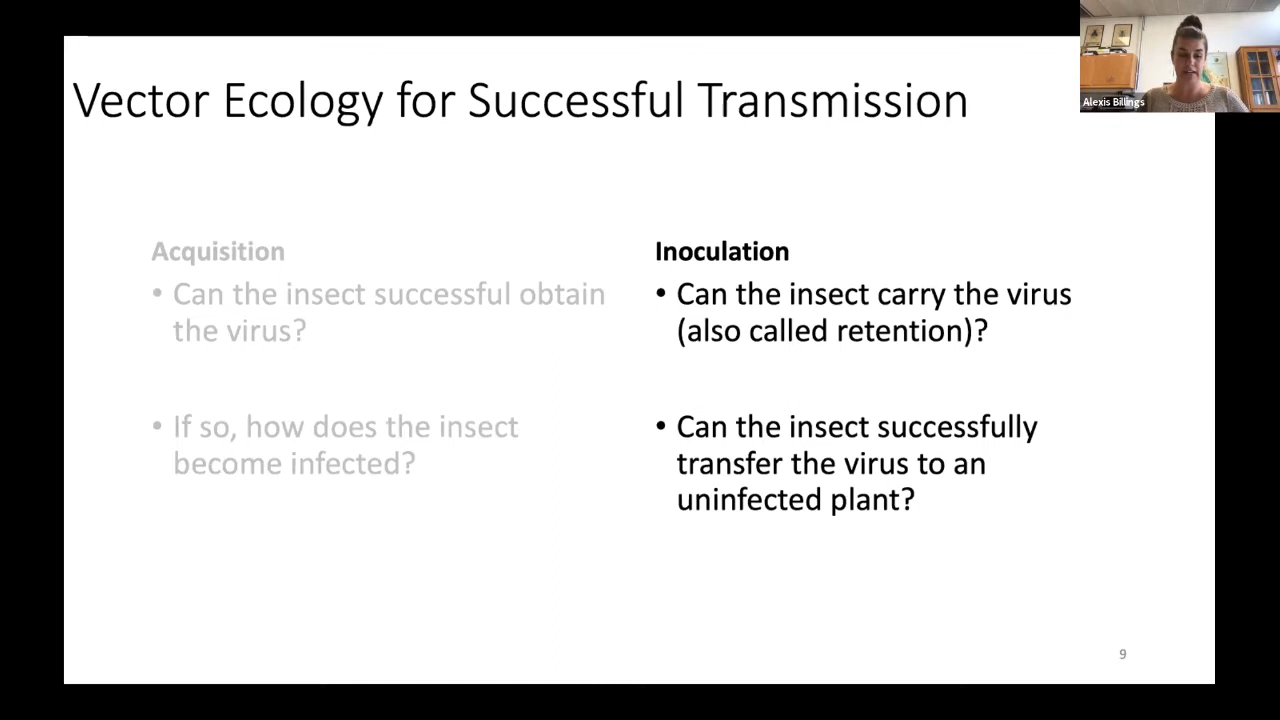 Vector Ecology for Successful Transmission
Alexis Billings
Acquisition
• Can the insect successful obtain
the virus?
• If so, how does the insect
become infected?
Inoculation
• Can the insect carry the virus
(also called retention)?
• Can the insect successfully
transfer the virus to an
uninfected plant?
9